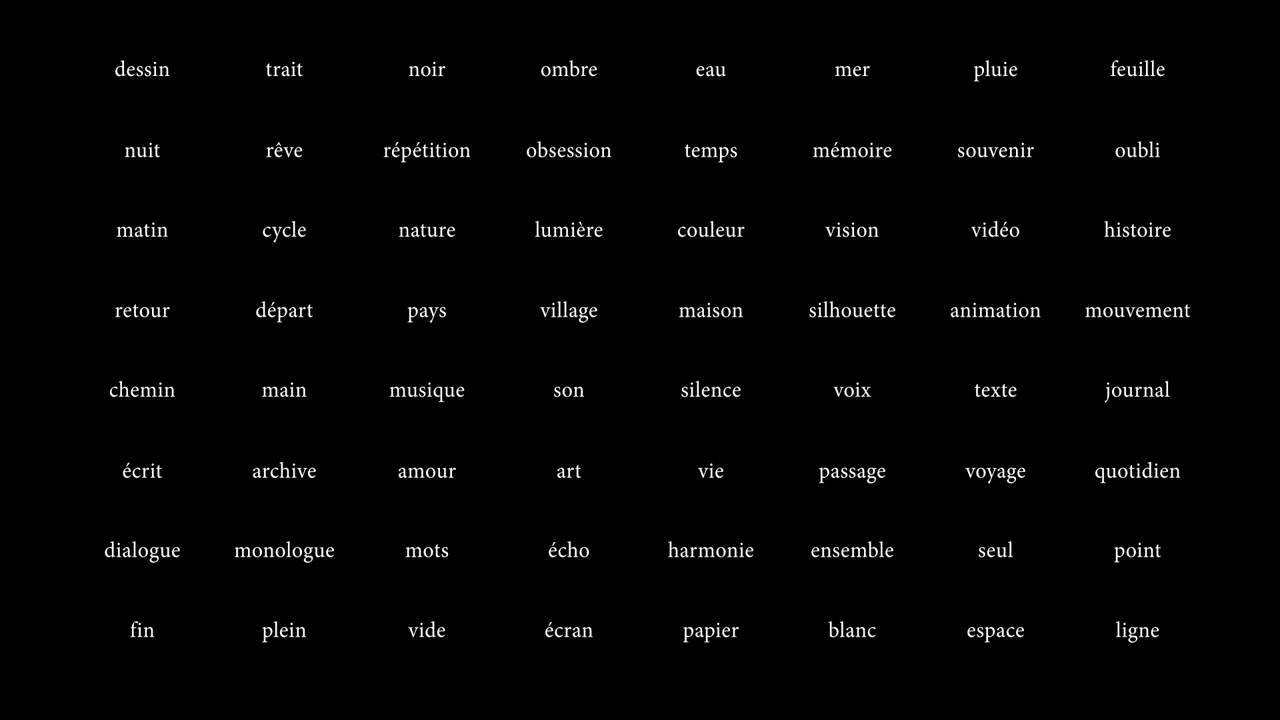 dessin trait noir ombre eau mer pluie feuille
nuit rêve répétition obsession temps mémoire souvenir oubli
matin cycle nature lumière couleur vision vidéo histoire
retour départ pays village maison silhouette animation mouvement
chemin main musique son silence voix texte journal
écrit archive amour art vie passage voyage quotidien
dialogue monologue mots écho harmonie ensemble seul point
fin plein vide écran papier blanc espace ligne